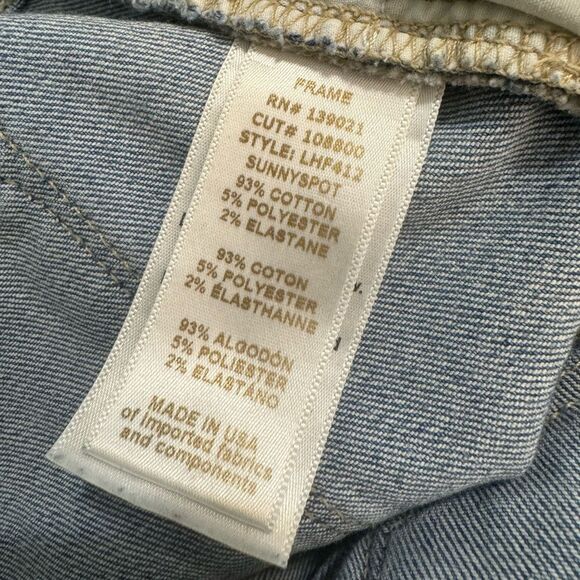 FRAME
RN# 139021
CUT# 108800
STYLE: LHF412
SUNNYSPOT
93% COTTON
5% POLYESTER
2% ELASTANE
93% COTON
5% POLYESTER
2% ÉLASTHANNE
93% ALGODÓN
5% POLIESTER
2% ELASTANO
MADE IN USA
of imported fabrics
and components